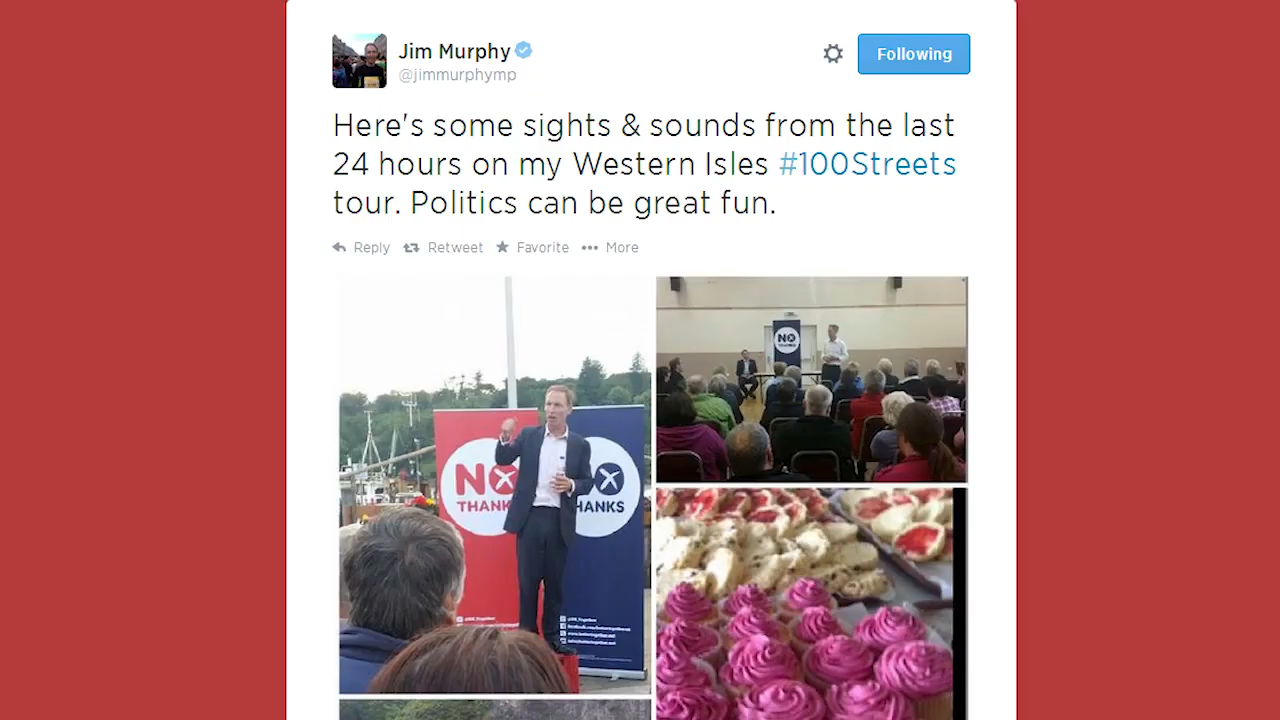 Jim Murphy
@jimmurphymp
Following
Here's some sights & sounds from the last
24 hours on my Western Isles #100Streets
tour. Politics can be great fun.
Reply Retweet Favorite More
NO
THANKS
NO
THANK
THANKS